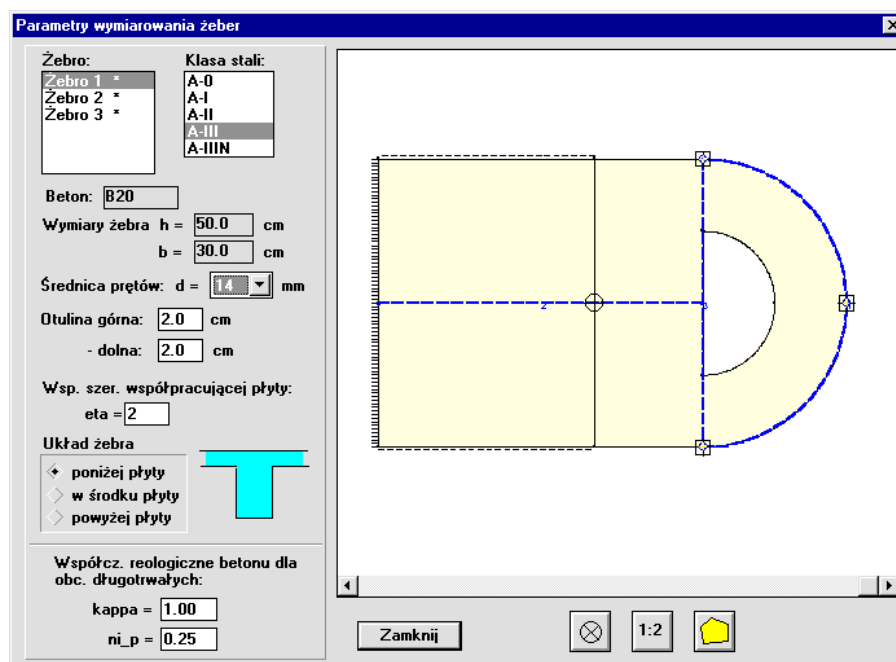 Parametry wymiarowania żeber
Żebro:
Klasa stali:
Żebro 1 *
Żebro 2 *
Żebro 3 *
A-0
A-I
A-II
A-III
A-IIIN
Beton: B20
Wymiary żebra h = 50.0 cm
b = 30.0 cm
Średnica prętów: d = 14 mm
Otulina górna: 2.0 cm
- dolna: 2.0 cm
Wsp. szer. współpracującej płyty:
eta = 2
Układ żebra
poniżej płyty
w środku płyty
powyżej płyty
Współcz. reologiczne betonu dla
obc. długotrwałych:
kappa = 1.00
ni_p = 0.25
2
3
Zamknij
1:2